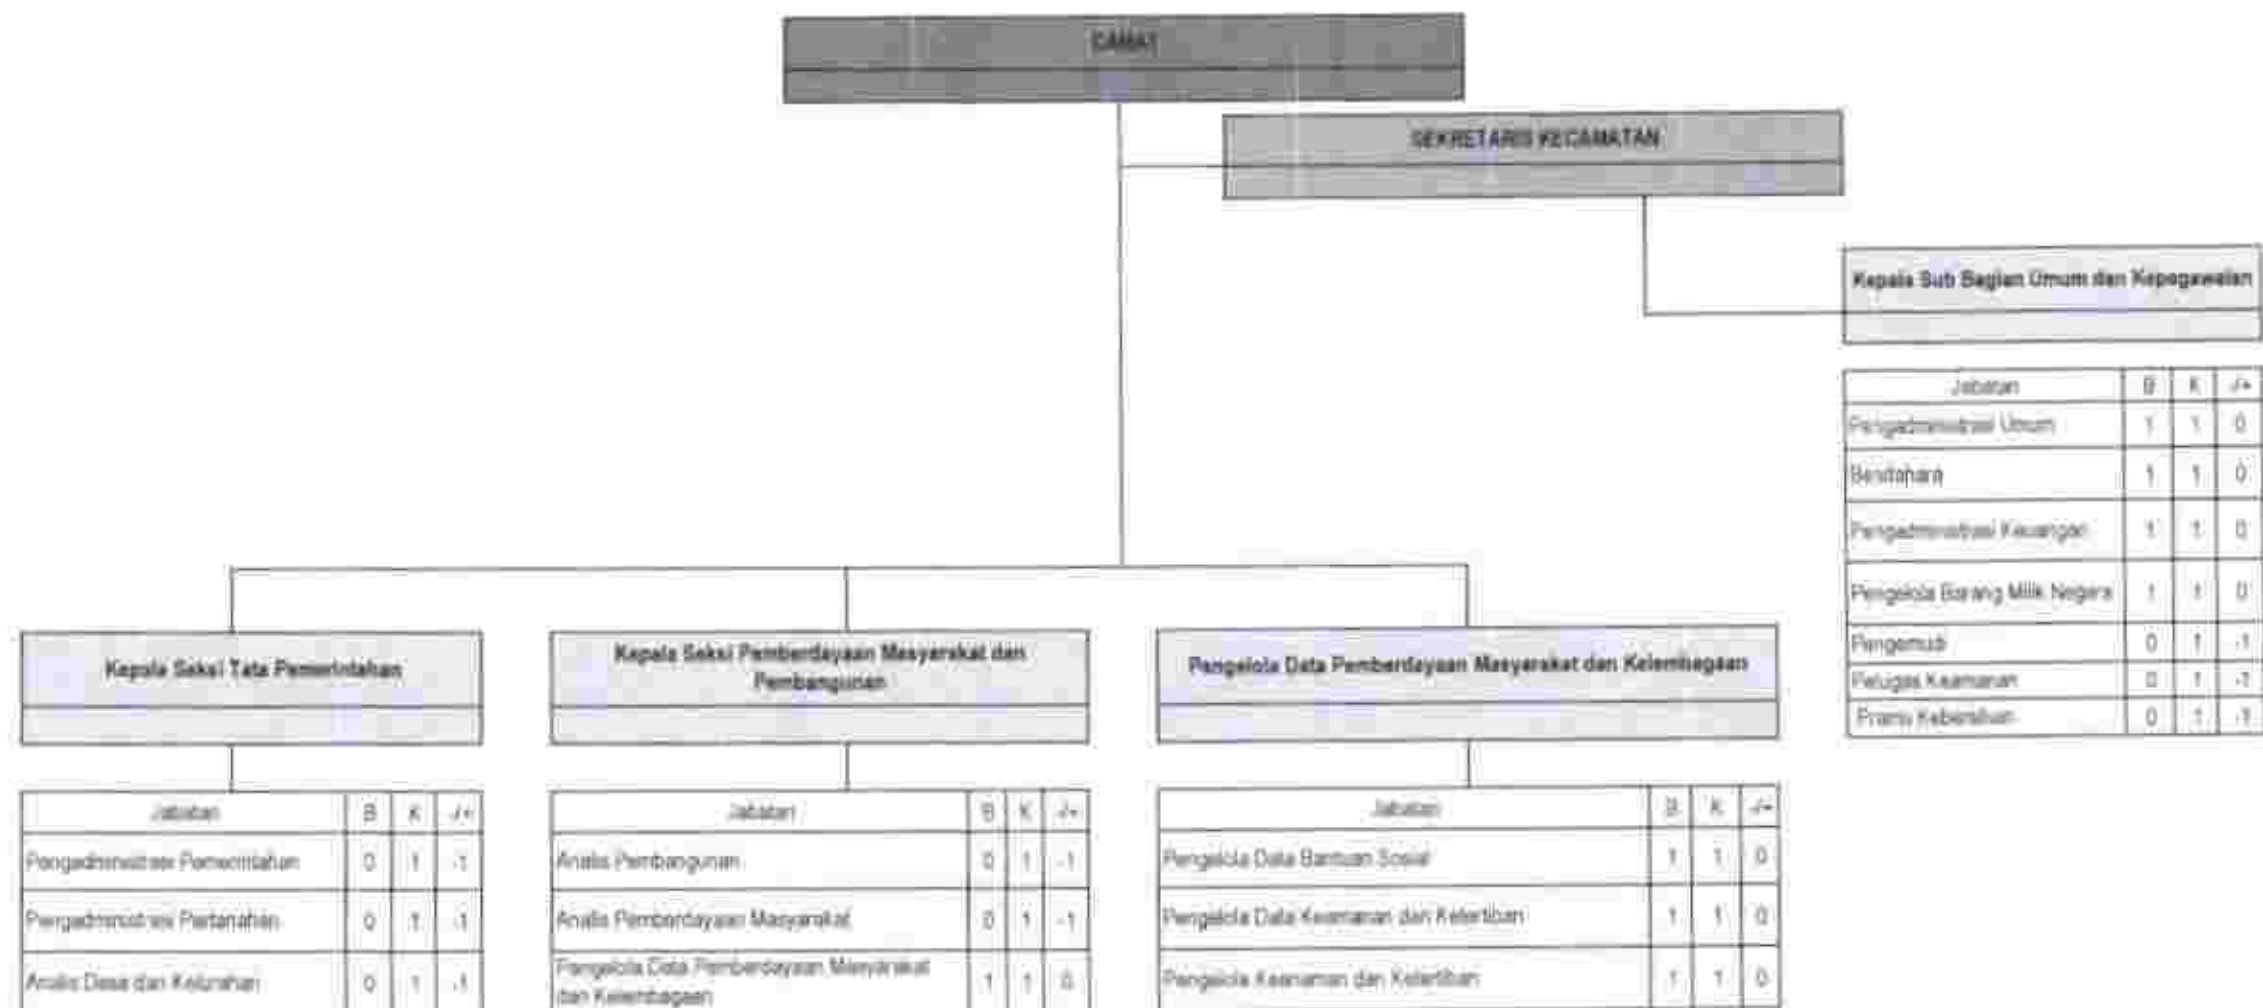 CAMAT
SEKRETARIS KECAMATAN
Kepala Sub Bagian Umum dan Kepegawaian
Jabatan B K -/+
Pengadministrasi Umum 1 1 0
Bendahara 1 1 0
Pengadministrasi Keuangan 1 1 0
Pengelola Barang Milik Negara 1 1 0
Pengemudi 0 1 -1
Petugas Keamanan 0 1 -1
Pramu Kebersihan 0 1 -1
Kepala Seksi Tata Pemerintahan
Jabatan B K -/+
Pengadministrasi Pemerintahan 0 1 -1
Pengadministrasi Pertanahan 0 1 -1
Analis Desa dan Kelurahan 0 1 -1
Kepala Seksi Pemberdayaan Masyarakat dan
Pembangunan
Jabatan B K -/+
Analis Pembangunan 0 1 -1
Analis Pemberdayaan Masyarakat 0 1 -1
Pengelola Data Pemberdayaan Masyarakat
dan Kelembagaan 1 1 0
Pengelola Data Pemberdayaan Masyarakat dan Kelembagaan
Jabatan B K -/+
Pengelola Data Bantuan Sosial 1 1 0
Pengelola Data Keamanan dan Ketertiban 1 1 0
Pengelola Keamanan dan Ketertiban 1 1 0